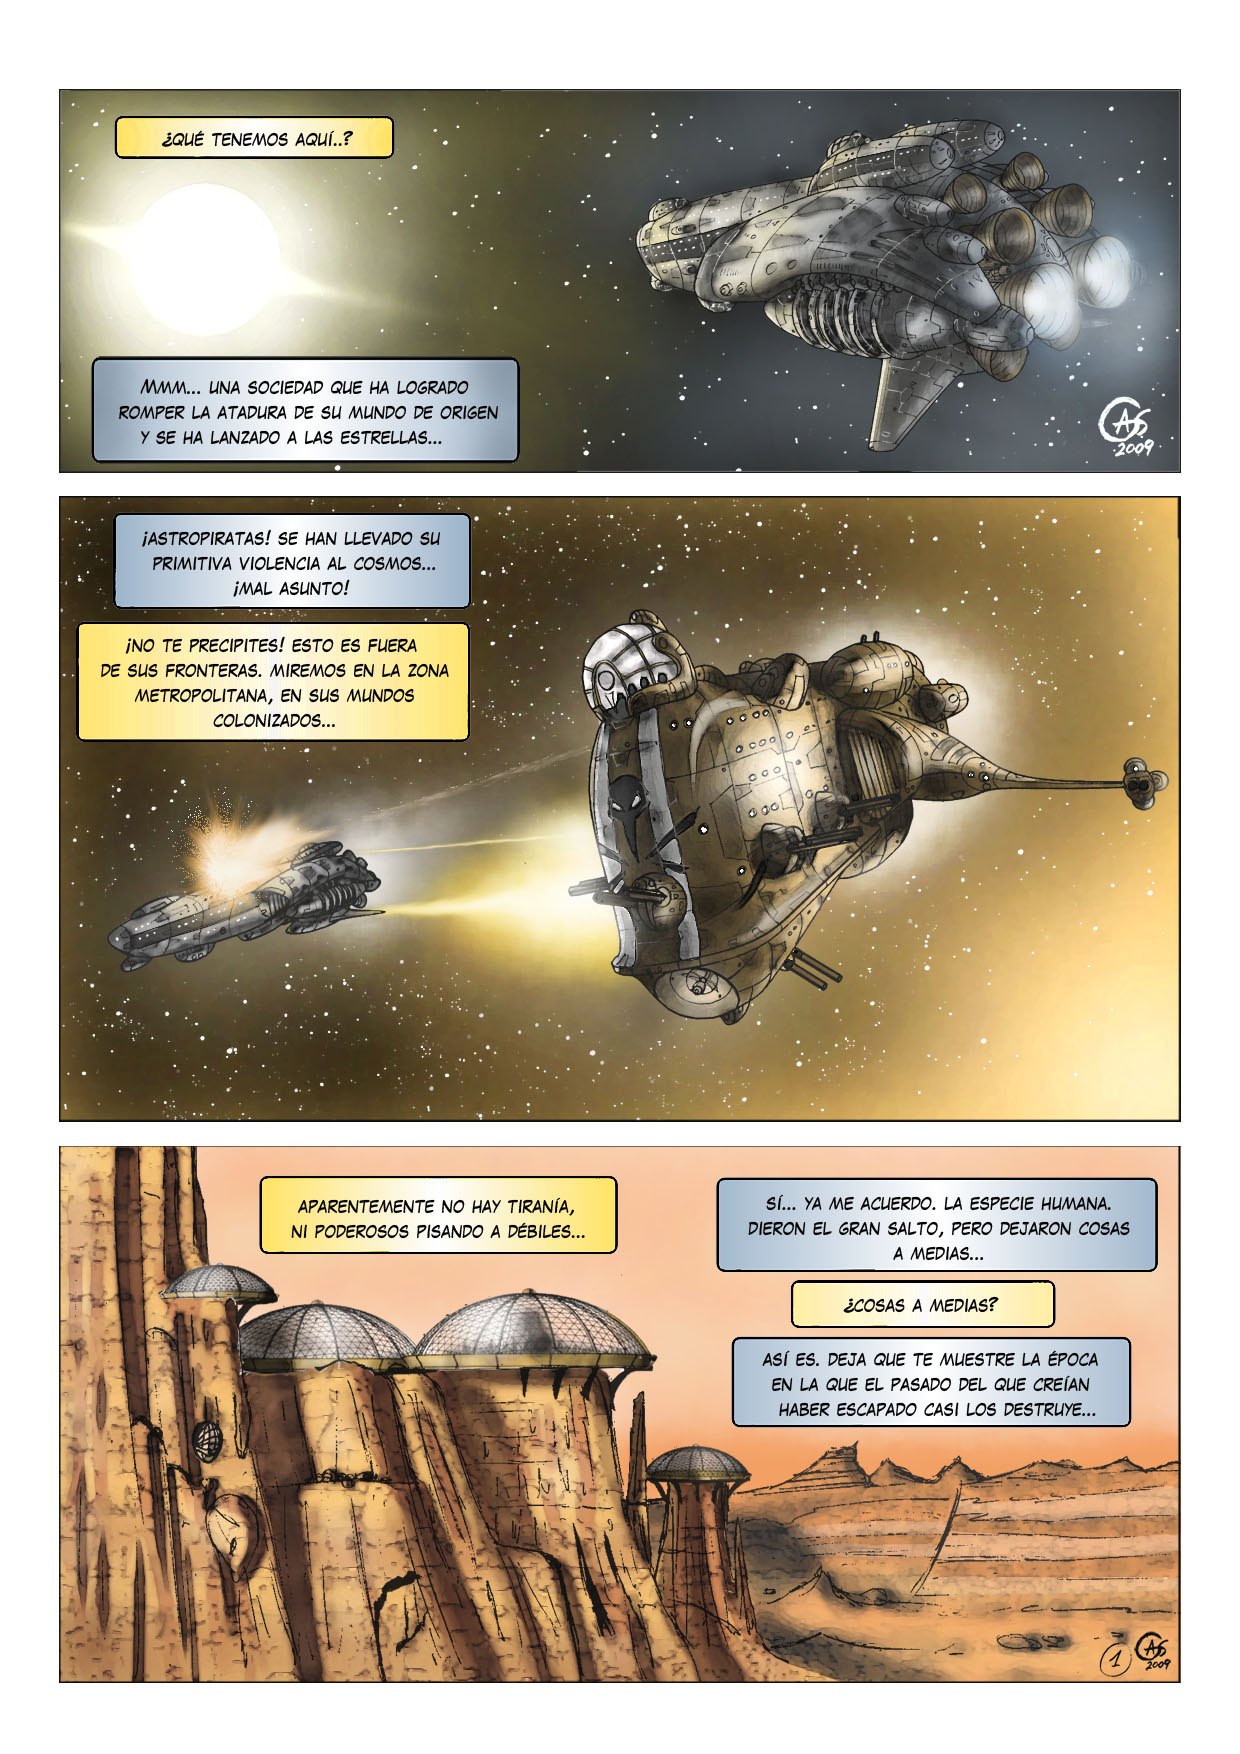 ¿QUÉ TENEMOS AQUÍ..?
MMM... UNA SOCIEDAD QUE HA LOGRADO
ROMPER LA ATADURA DE SU MUNDO DE ORIGEN
Y SE HA LANZADO A LAS ESTRELLAS...
2009
¡ASTROPIRATAS! SE HAN LLEVADO SU
PRIMITIVA VIOLENCIA AL COSMOS...
¡MAL ASUNTO!
¡NO TE PRECIPITES! ESTO ES FUERA
DE SUS FRONTERAS. MIREMOS EN LA ZONA
METROPOLITANA, EN SUS MUNDOS
COLONIZADOS...
APARENTEMENTE NO HAY TIRANÍA,
NI PODEROSOS PISANDO A DÉBILES...
SÍ... YA ME ACUERDO. LA ESPECIE HUMANA.
DIERON EL GRAN SALTO, PERO DEJARON COSAS
A MEDIAS...
¿COSAS A MEDIAS?
ASÍ ES. DEJA QUE TE MUESTRE LA ÉPOCA
EN LA QUE EL PASADO DEL QUE CREÍAN
HABER ESCAPADO CASI LOS DESTRUYE...
1
2009